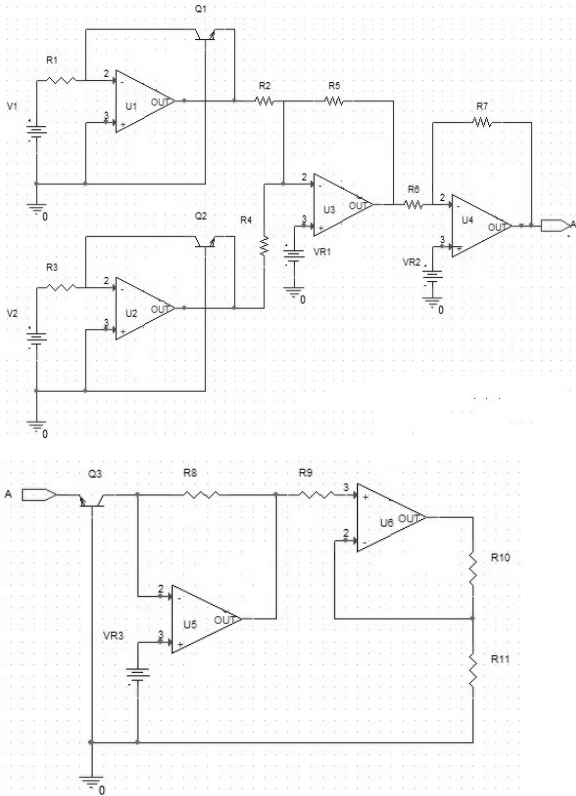 Q1
R1
2
-
U1
OUT
R2
R5
R7
V1
+
-
3
+
0
2
-
U3
OUT
3
+
R6
2
-
U4
OUT
A
3
+
Q2
R4
VR1
+
-
0
VR2
+
-
0
R3
2
-
U2
OUT
V2
+
-
3
+
0
Q3
A
R8
R9
3
+
U6
OUT
2
-
R10
2
-
U5
OUT
VR3
+
-
3
+
R11
0